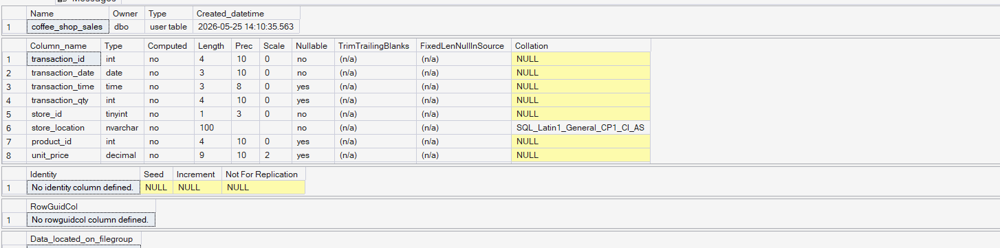 Messages
Name Owner Type Created_datetime
1 coffee_shop_sales dbo user table 2026-05-25 14:10:35.563
Column_name Type Computed Length Prec Scale Nullable TrimTrailingBlanks FixedLenNullInSource Collation
1 transaction_id int no 4 10 0 no (n/a) (n/a) NULL
2 transaction_date date no 3 10 0 no (n/a) (n/a) NULL
3 transaction_time time no 3 8 0 yes (n/a) (n/a) NULL
4 transaction_qty int no 4 10 0 yes (n/a) (n/a) NULL
5 store_id tinyint no 1 3 0 no (n/a) (n/a) NULL
6 store_location nvarchar no 100 no (n/a) (n/a) SQL_Latin1_General_CP1_CI_AS
7 product_id int no 4 10 0 yes (n/a) (n/a) NULL
8 unit_price decimal no 9 10 2 yes (n/a) (n/a) NULL
Identity Seed Increment Not For Replication
1 No identity column defined. NULL NULL NULL
RowGuidCol
1 No rowguidcol column defined.
Data_located_on_filegroup